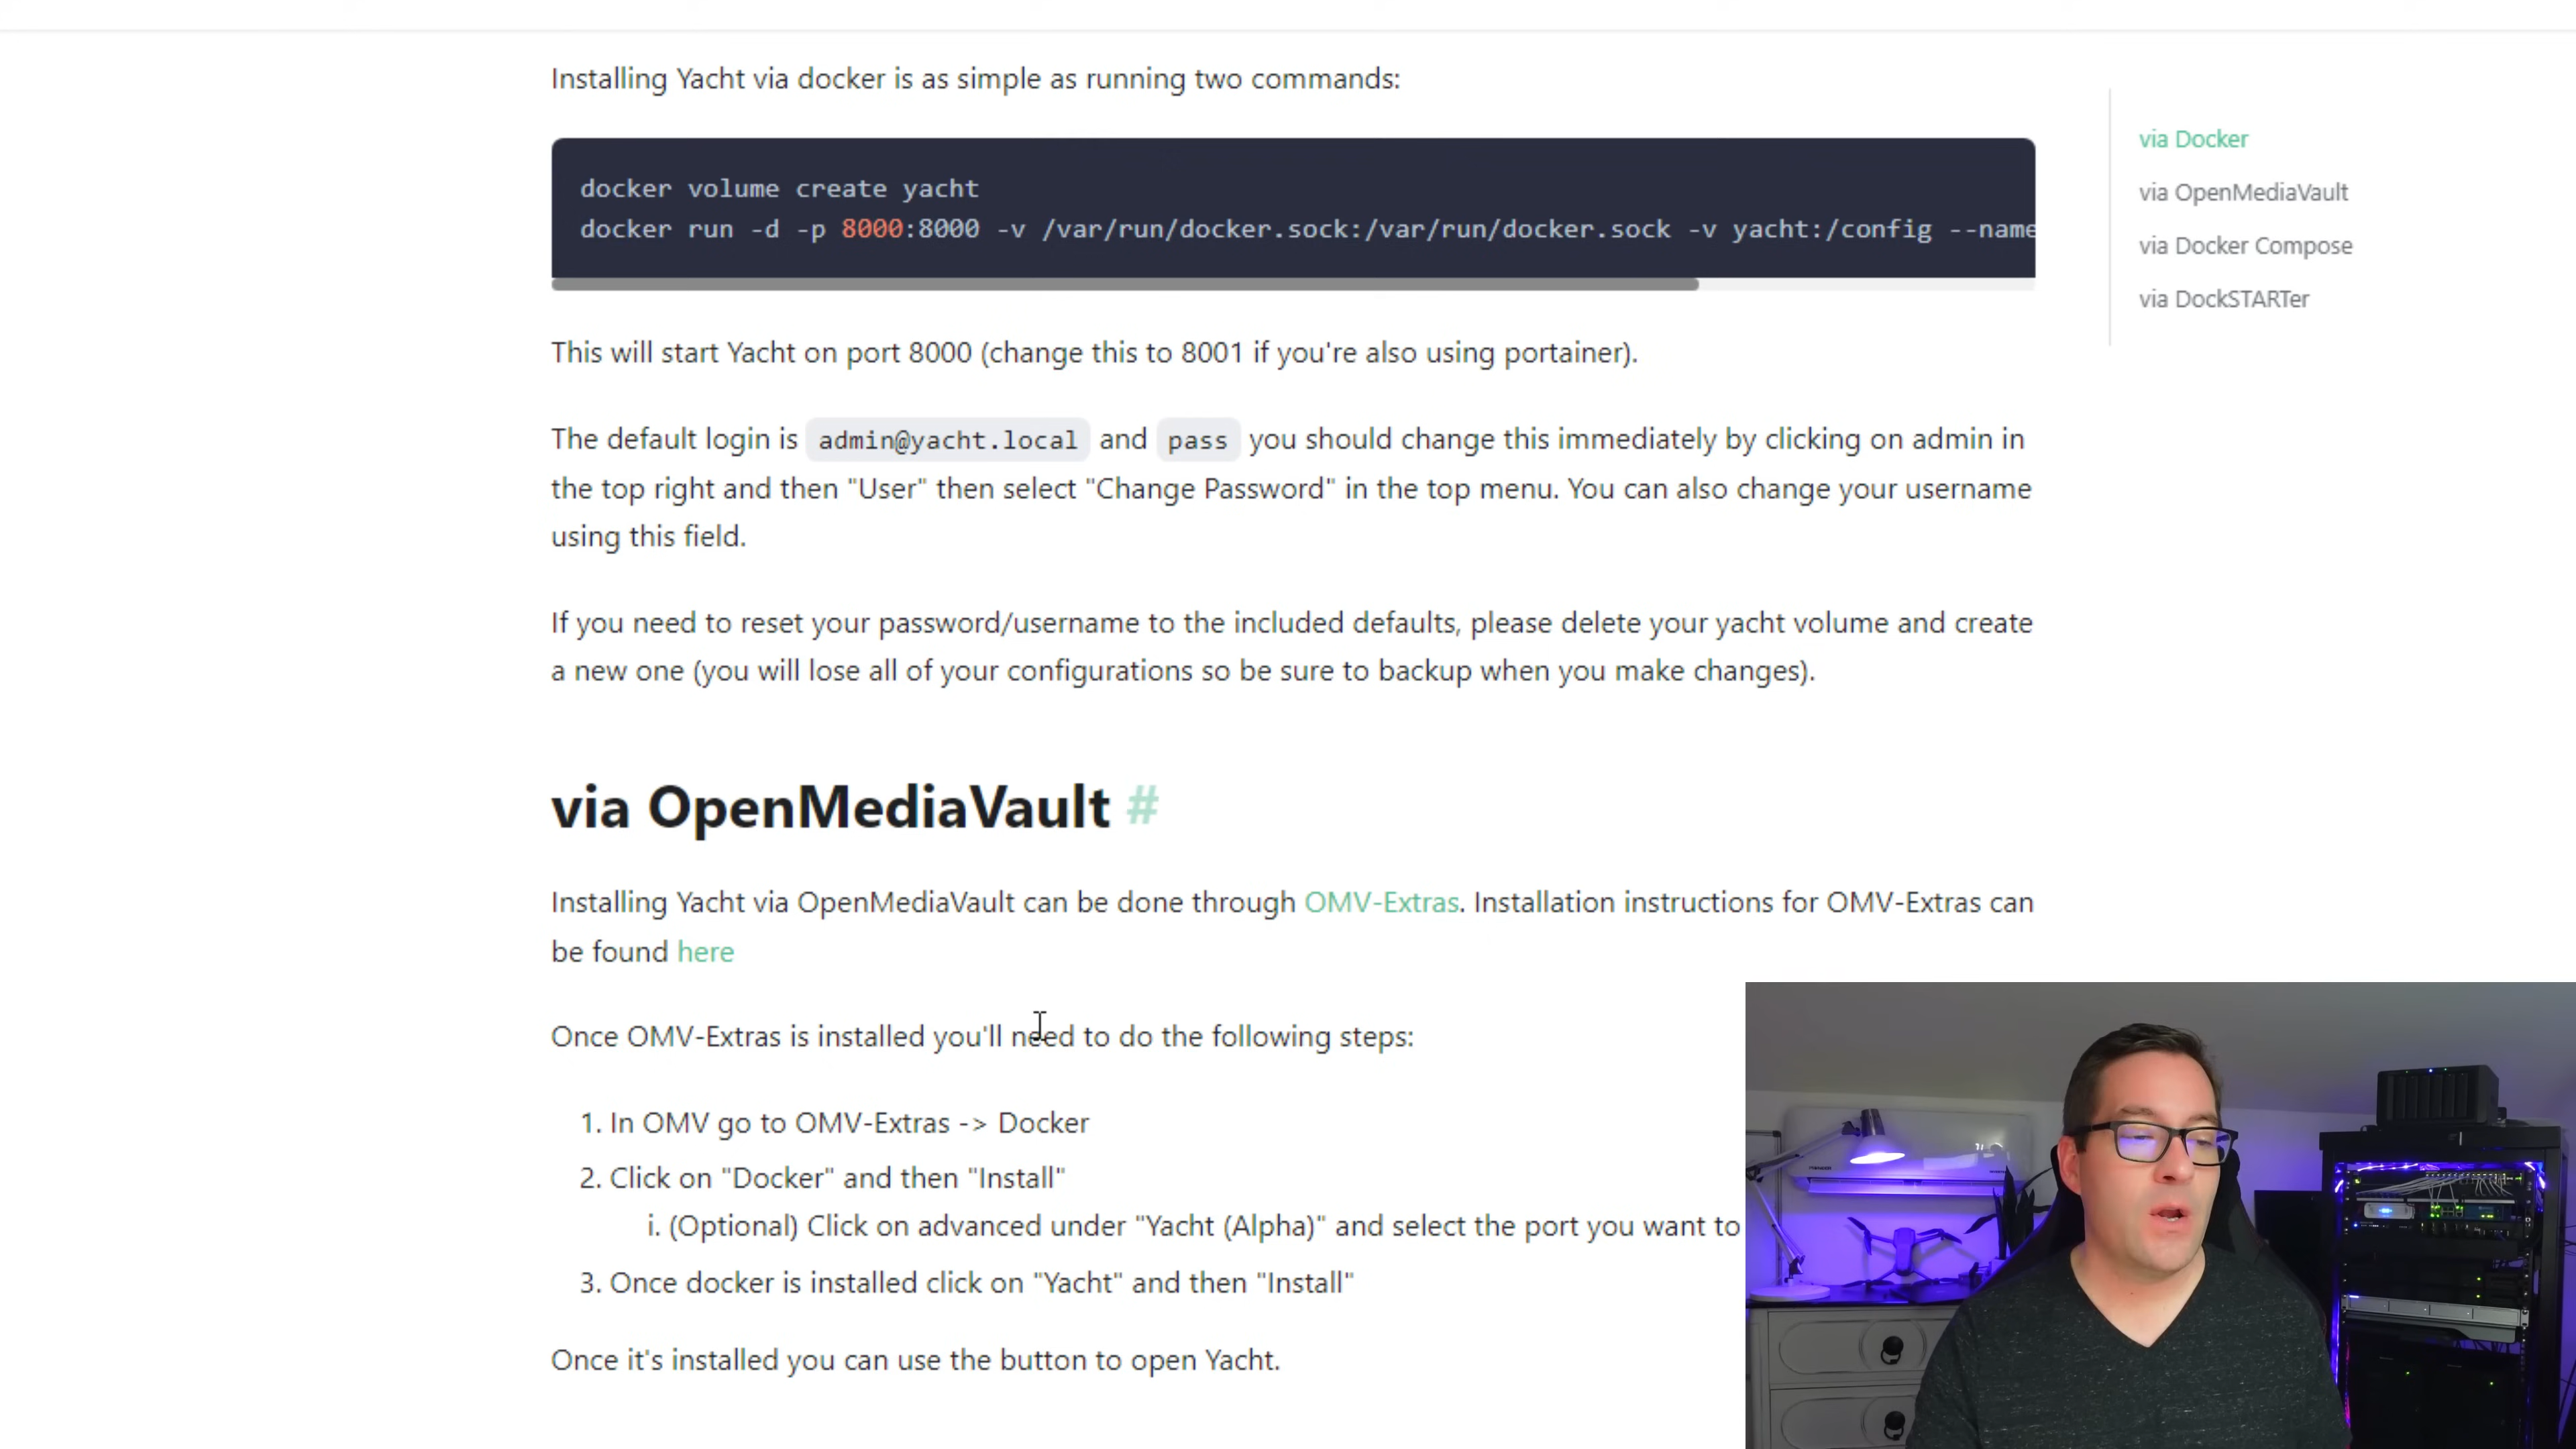 Installing Yacht via docker is as simple as running two commands:
docker volume create yacht
docker run -d -p 8000:8000 -v /var/run/docker.sock:/var/run/docker.sock -v yacht:/config --name
This will start Yacht on port 8000 (change this to 8001 if you're also using portainer).
The default login is admin@yacht.local and pass you should change this immediately by clicking on admin in
the top right and then "User" then select "Change Password" in the top menu. You can also change your username
using this field.
If you need to reset your password/username to the included defaults, please delete your yacht volume and create
a new one (you will lose all of your configurations so be sure to backup when you make changes).
via OpenMediaVault #
Installing Yacht via OpenMediaVault can be done through OMV-Extras. Installation instructions for OMV-Extras can
be found here
Once OMV-Extras is installed you'll need to do the following steps:
1. In OMV go to OMV-Extras -> Docker
2. Click on "Docker" and then "Install"
i. (Optional) Click on advanced under "Yacht (Alpha)" and select the port you want to
3. Once docker is installed click on "Yacht" and then "Install"
Once it's installed you can use the button to open Yacht.
via Docker
via OpenMediaVault
via Docker Compose
via DockSTARTer